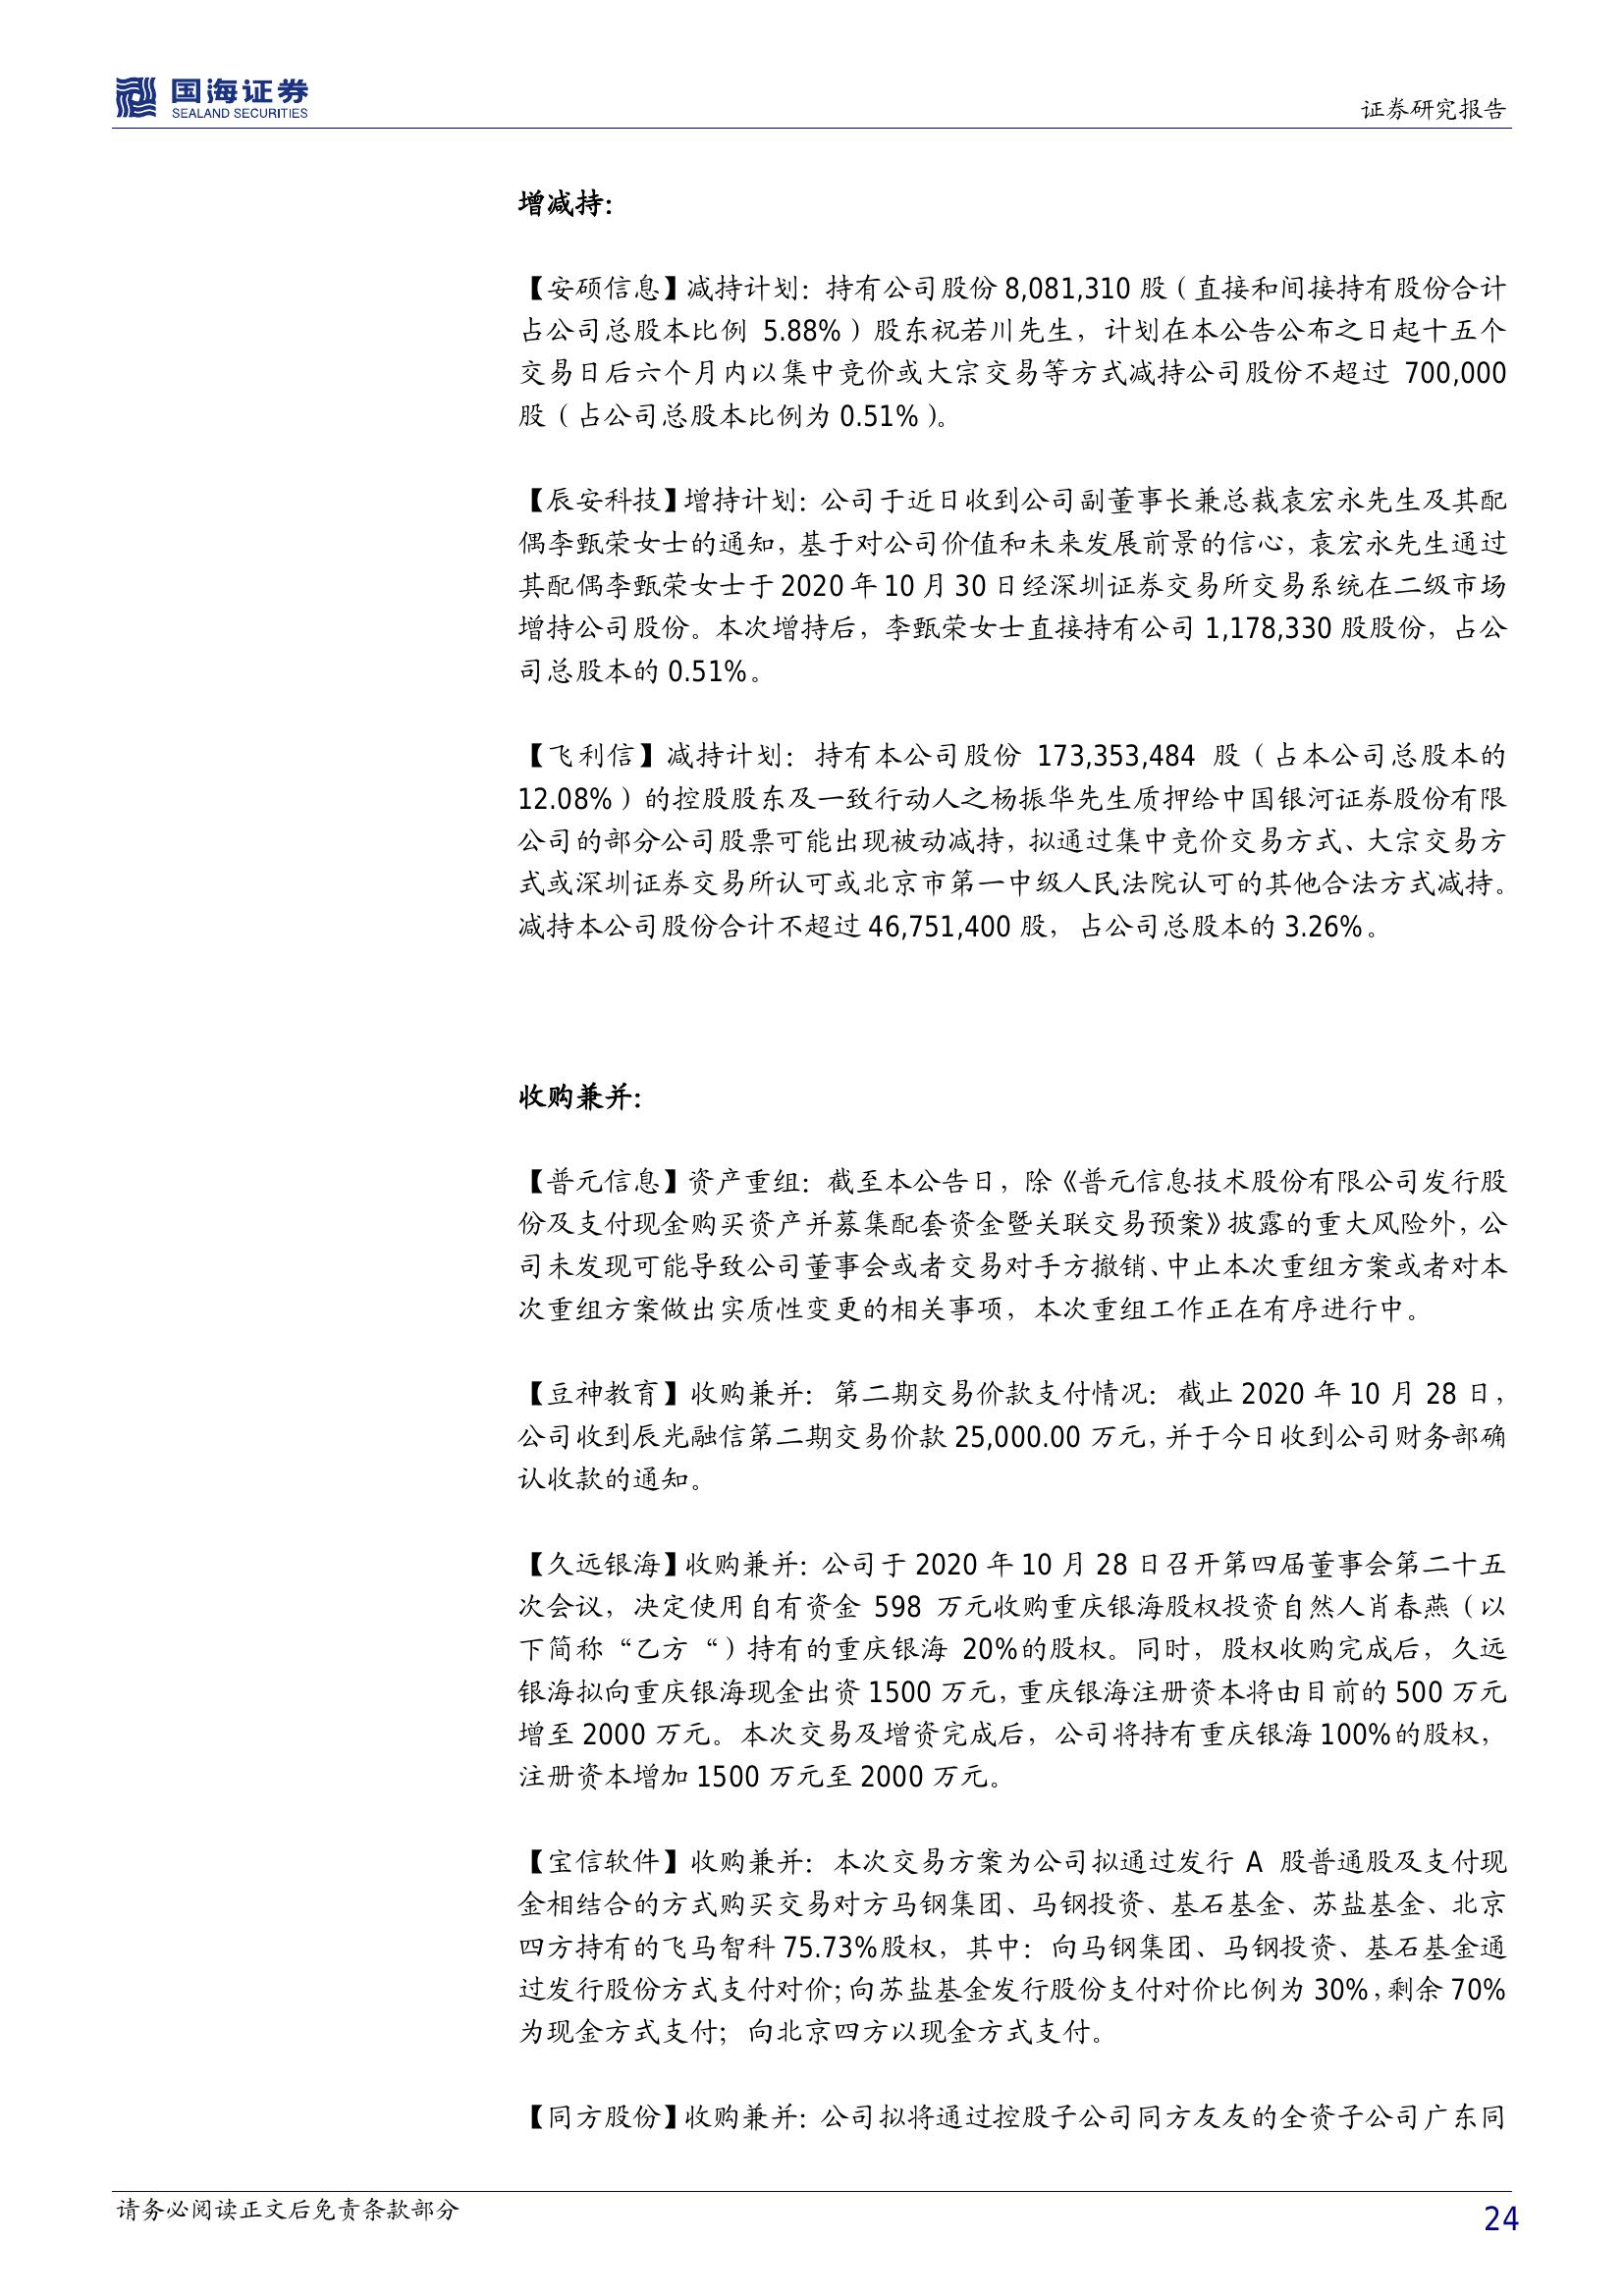 国海证券
SEALAND SECURITIES
证券研究报告
增减持：
【安硕信息】减持计划：持有公司股份 8,081,310 股（直接和间接持有股份合计
占公司总股本比例 5.88%）股东祝若川先生，计划在本公告公布之日起十五个
交易日后六个月内以集中竞价或大宗交易等方式减持公司股份不超过 700,000
股（占公司总股本比例为 0.51%）。
【辰安科技】增持计划：公司于近日收到公司副董事长兼总裁袁宏永先生及其配
偶李甄荣女士的通知，基于对公司价值和未来发展前景的信心，袁宏永先生通过
其配偶李甄荣女士于 2020 年 10 月 30 日经深圳证券交易所交易系统在二级市场
增持公司股份。本次增持后，李甄荣女士直接持有公司 1,178,330 股股份，占公
司总股本的 0.51%。
【飞利信】减持计划：持有本公司股份 173,353,484 股（占本公司总股本的
12.08%）的控股股东及一致行动人之杨振华先生质押给中国银河证券股份有限
公司的部分公司股票可能出现被动减持，拟通过集中竞价交易方式、大宗交易方
式或深圳证券交易所认可或北京市第一中级人民法院认可的其他合法方式减持。
减持本公司股份合计不超过 46,751,400 股，占公司总股本的 3.26%。
收购兼并：
【普元信息】资产重组：截至本公告日，除《普元信息技术股份有限公司发行股
份及支付现金购买资产并募集配套资金暨关联交易预案》披露的重大风险外，公
司未发现可能导致公司董事会或者交易对手方撤销、中止本次重组方案或者对本
次重组方案做出实质性变更的相关事项，本次重组工作正在有序进行中。
【豆神教育】收购兼并：第二期交易价款支付情况：截止 2020 年 10 月 28 日，
公司收到辰光融信第二期交易价款 25,000.00 万元，并于今日收到公司财务部确
认收款的通知。
【久远银海】收购兼并：公司于 2020 年 10 月 28 日召开第四届董事会第二十五
次会议，决定使用自有资金 598 万元收购重庆银海股权投资自然人肖春燕（以
下简称“乙方“）持有的重庆银海 20%的股权。同时，股权收购完成后，久远
银海拟向重庆银海现金出资 1500 万元，重庆银海注册资本将由目前的 500 万元
增至 2000 万元。本次交易及增资完成后，公司将持有重庆银海 100%的股权，
注册资本增加 1500 万元至 2000 万元。
【宝信软件】收购兼并：本次交易方案为公司拟通过发行 A 股普通股及支付现
金相结合的方式购买交易对方马钢集团、马钢投资、基石基金、苏盐基金、北京
四方持有的飞马智科 75.73%股权，其中：向马钢集团、马钢投资、基石基金通
过发行股份方式支付对价；向苏盐基金发行股份支付对价比例为 30%，剩余 70%
为现金方式支付；向北京四方以现金方式支付。
【同方股份】收购兼并：公司拟将通过控股子公司同方友友的全资子公司广东同
请务必阅读正文后免责条款部分
24